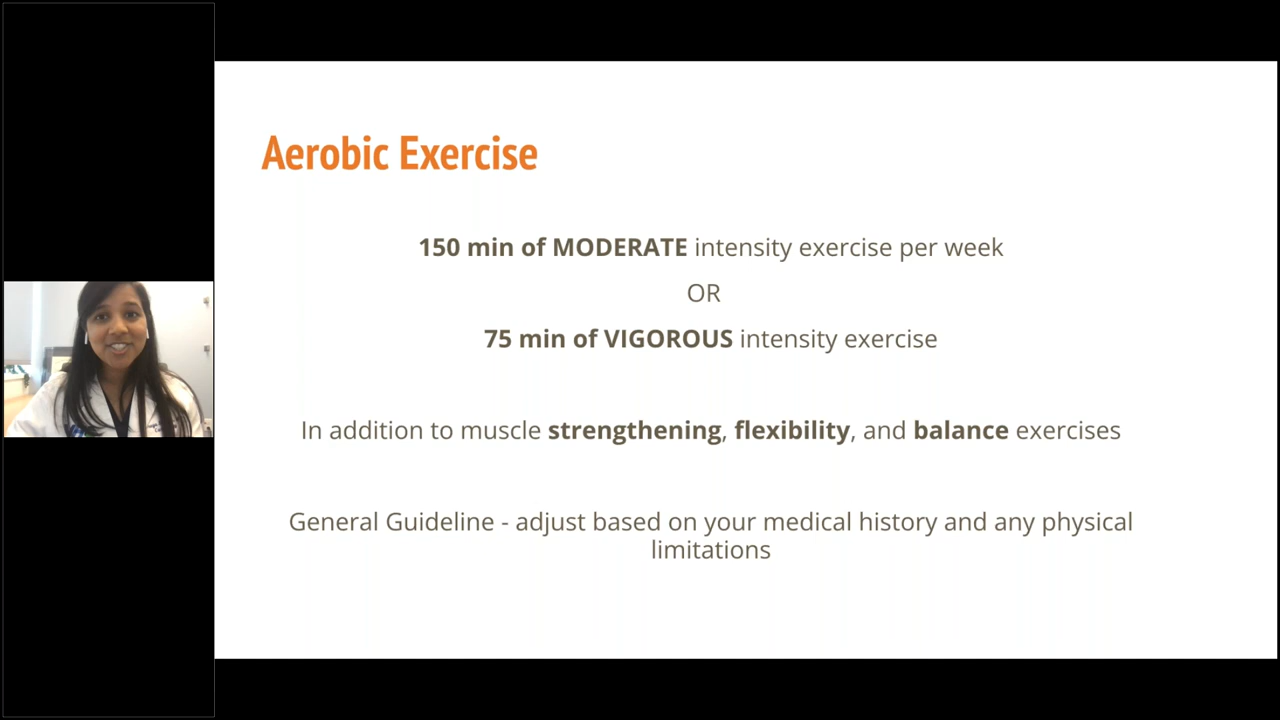 Aerobic Exercise
150 min of MODERATE intensity exercise per week
OR
75 min of VIGOROUS intensity exercise
In addition to muscle strengthening, flexibility, and balance exercises
General Guideline - adjust based on your medical history and any physical
limitations